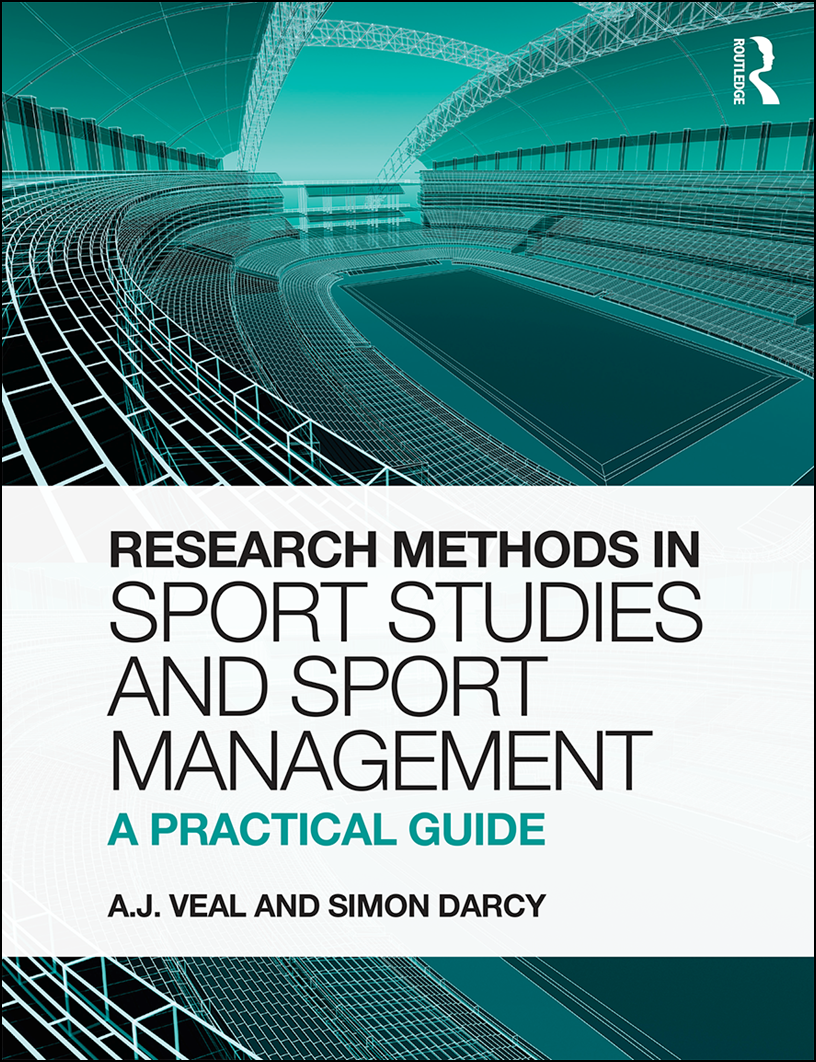 ROUTLEDGE
RESEARCH METHODS IN
SPORT STUDIES
AND SPORT
MANAGEMENT
A PRACTICAL GUIDE
A.J. VEAL AND SIMON DARCY